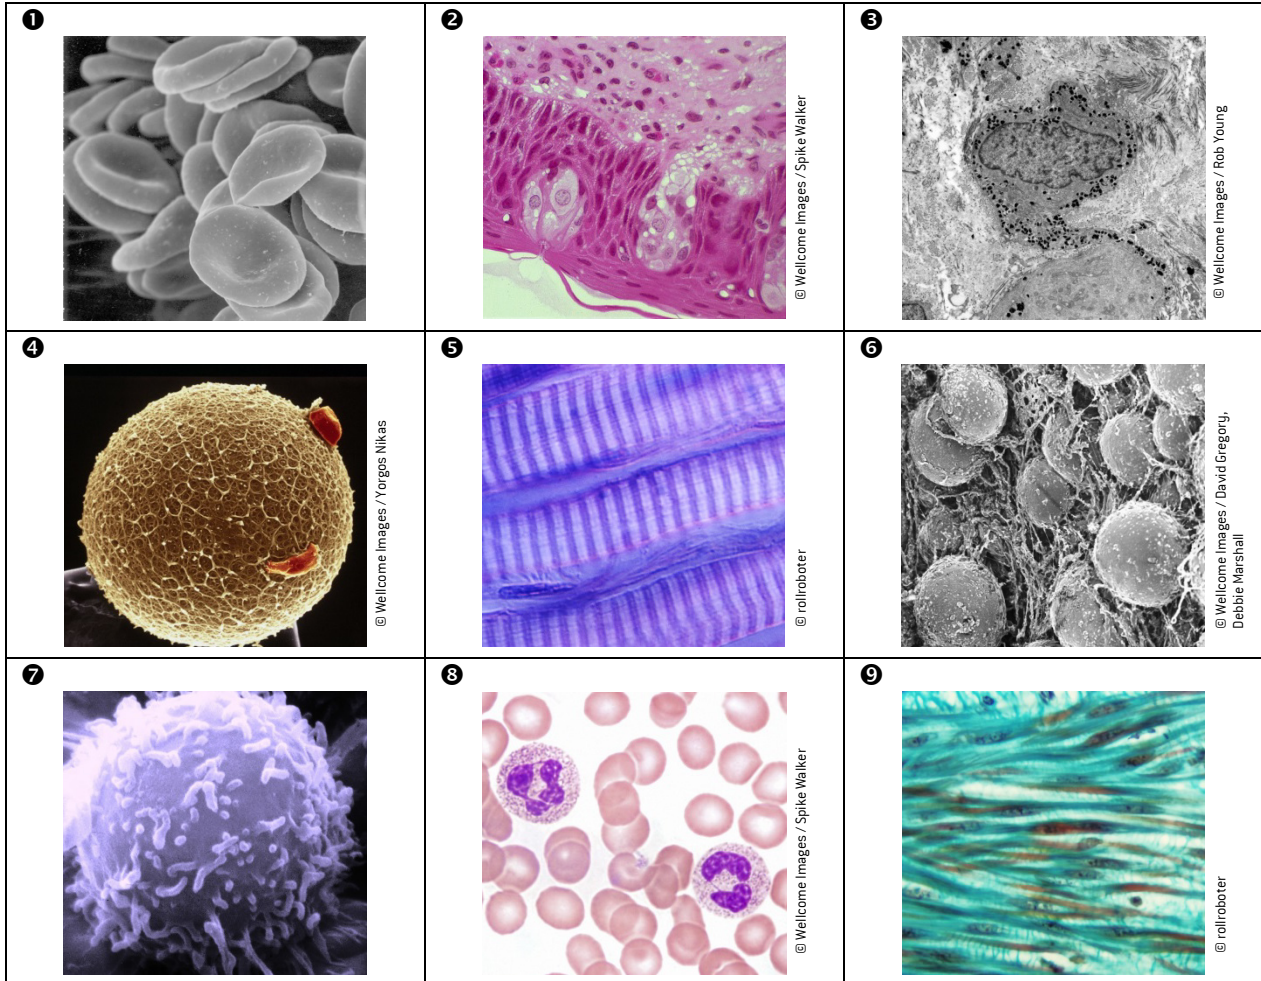 ❶
❷
© Wellcome Images / Spike Walker
❸
© Wellcome Images / Rob Young
❹
© Wellcome Images / Yorgos Nikas
❺
© rollroboter
❻
© Wellcome Images / David Gregory,
Debbie Marshall
❼
❽
© Wellcome Images / Spike Walker
❾
© rollroboter